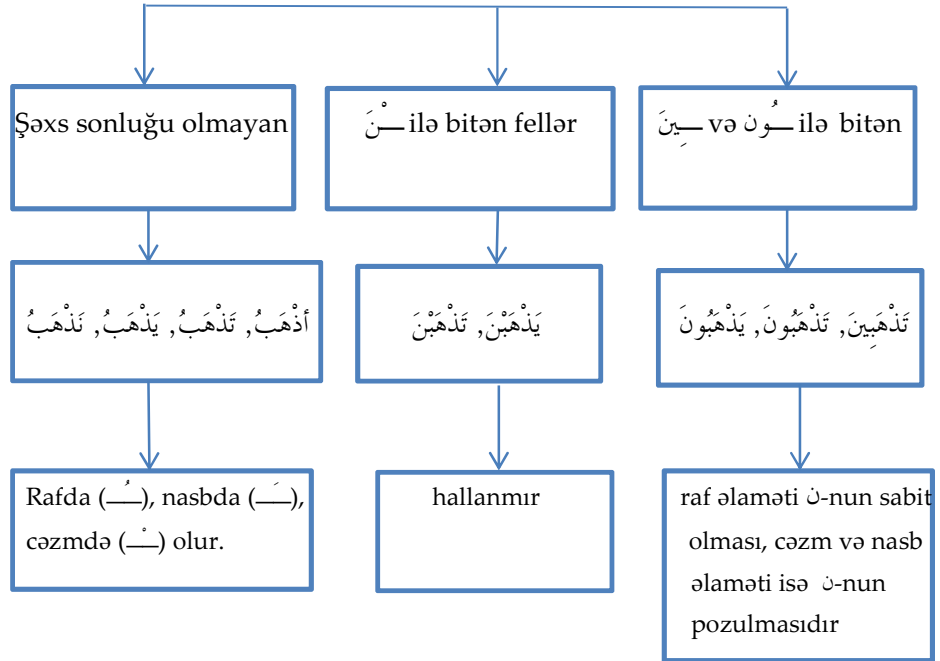 Şəxs sonluğu olmayan
ـــْنَ ilə bitən fellər
ـــِينَ və ـــُون ilə bitən
أذْهَبُ, تَذْهَبُ, يَذْهَبُ, نَذْهَبُ
يَذْهَبْنَ, تَذْهَبْنَ
تَذْهَبِينَ, تَذْهَبُونَ, يَذْهَبُونَ
Rafda (ـــُـ), nasbda (ـــَـ),
cəzmdə (ـــْـ) olur.
hallanmır
raf əlaməti ن-nun sabit
olması, cəzm və nasb
əlaməti isə ن-nun
pozulmasıdır